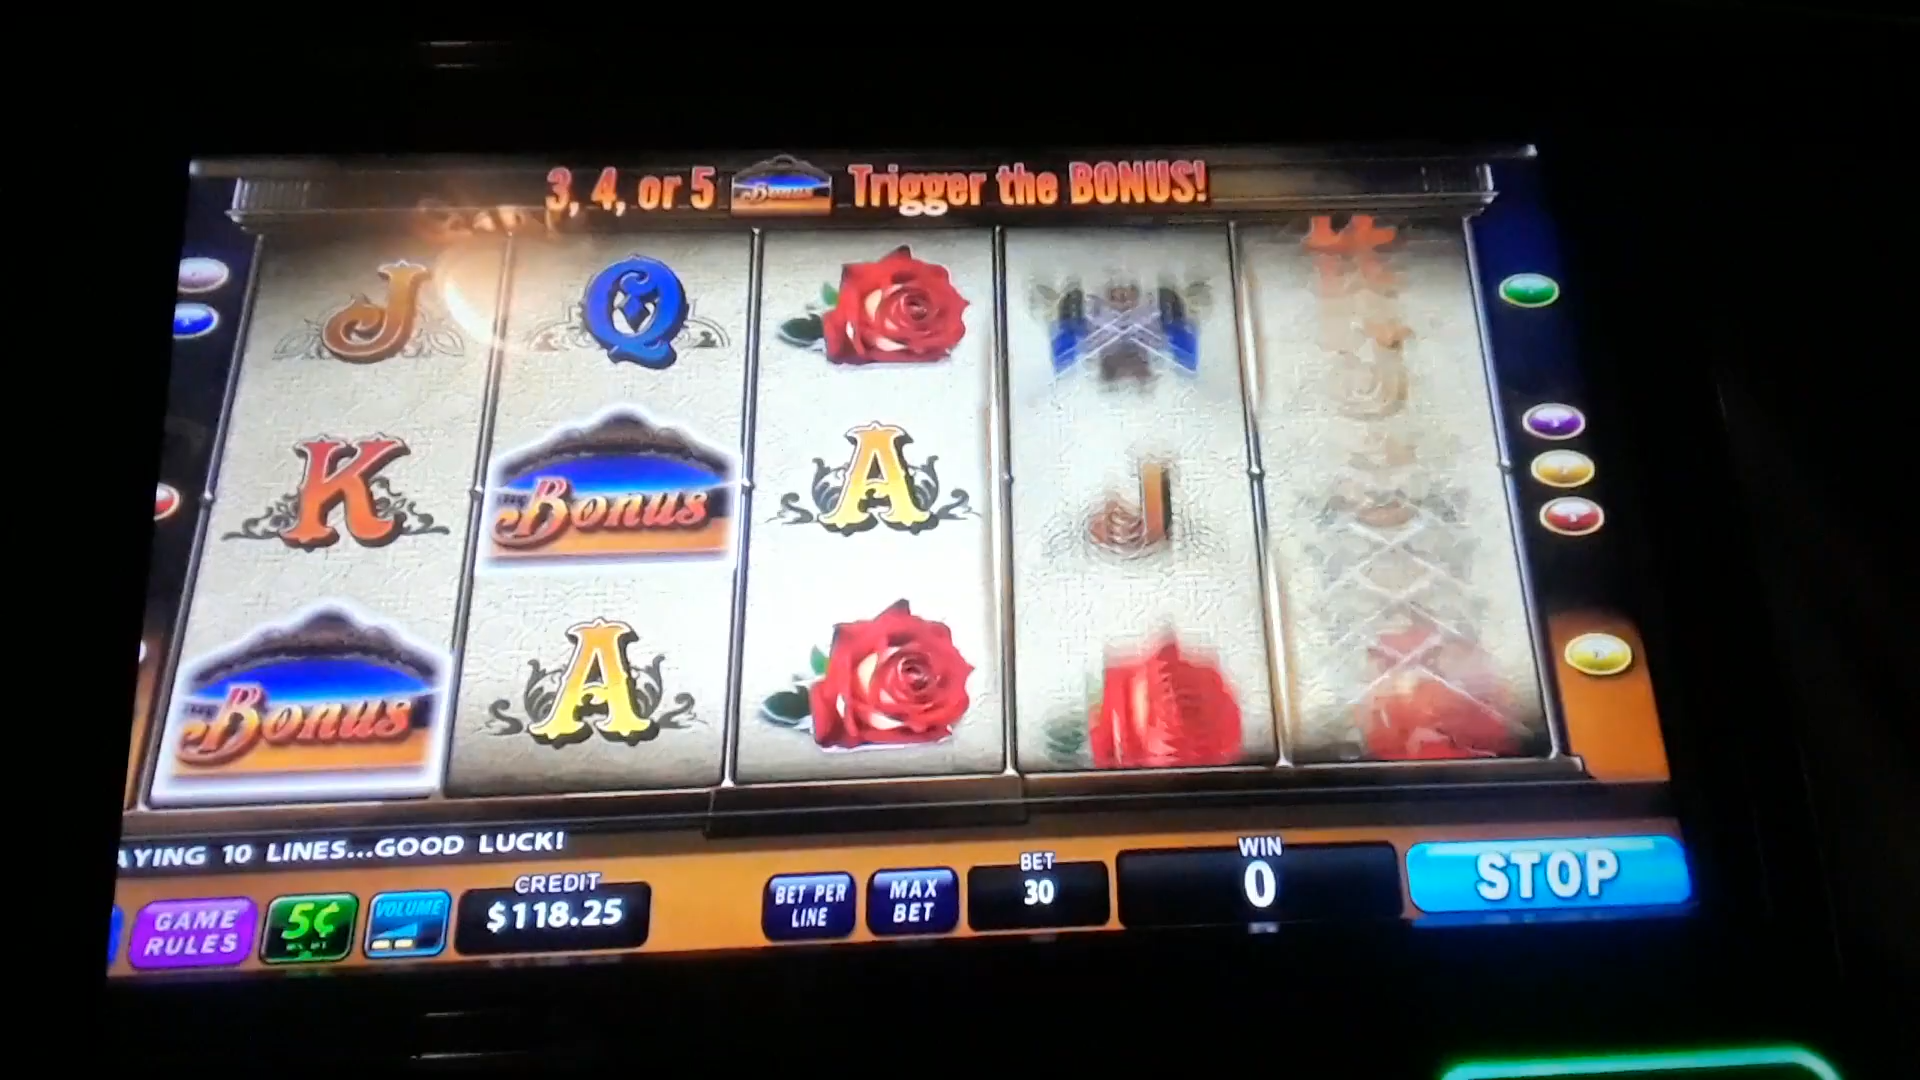 3, 4, or 5 Bonus Trigger the BONUS!
J Q
K Bonus A J
Bonus A
AYING 10 LINES...GOOD LUCK!
GAME RULES
5¢
VOLUME
CREDIT
$118.25
BET PER LINE
MAX BET
BET
30
WIN
0
STOP